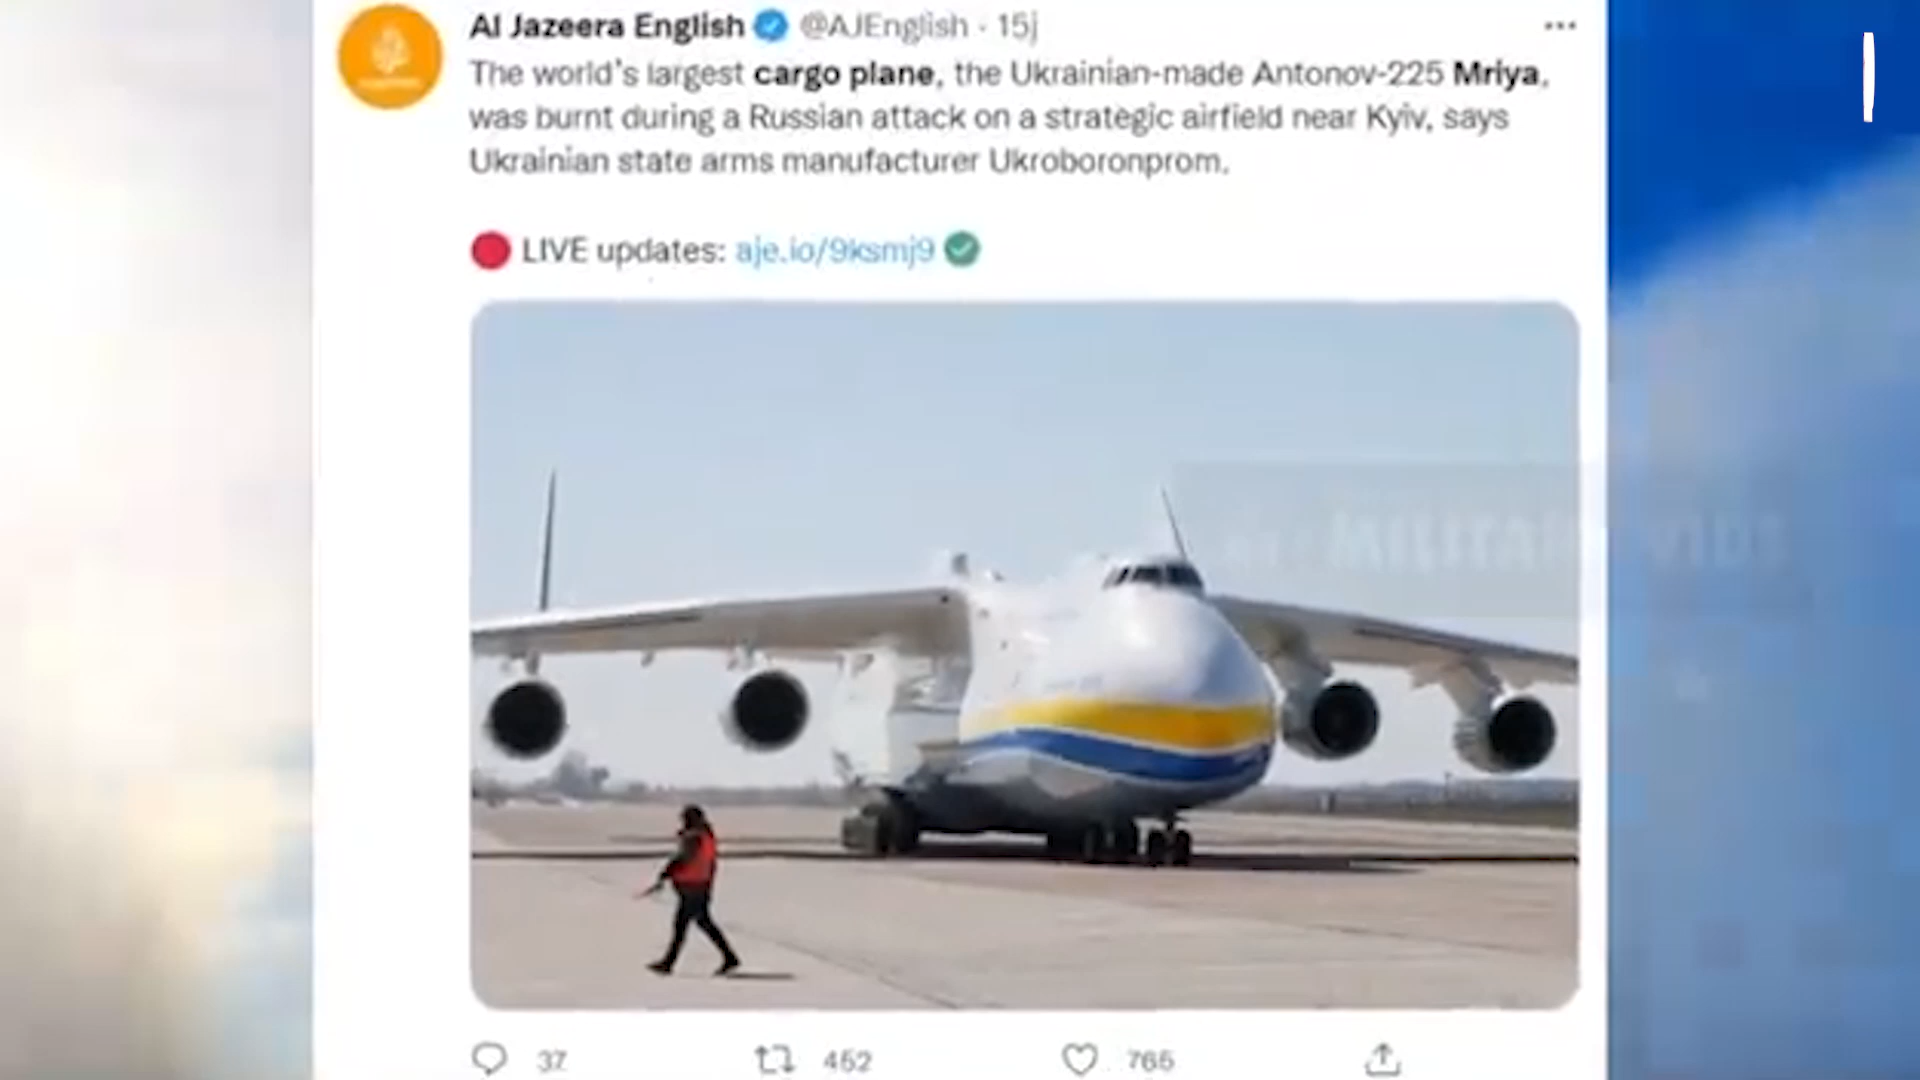 Al Jazeera English @AJEnglish · 15j
The world's largest cargo plane, the Ukrainian-made Antonov-225 Mriya,
was burnt during a Russian attack on a strategic airfield near Kyiv, says
Ukrainian state arms manufacturer Ukroboronprom.
LIVE updates: aje.io/9ksmj9
37 452 765